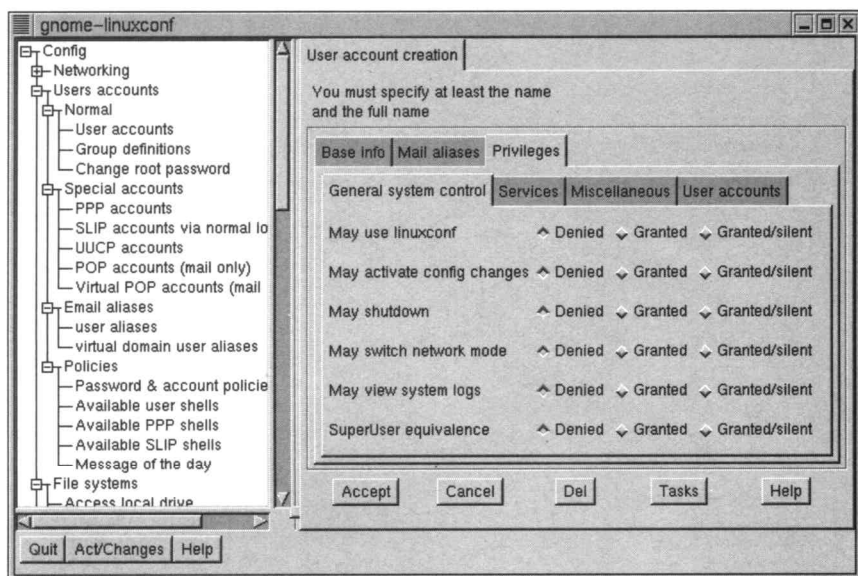 gnome-linuxconf
Config
Networking
Users accounts
Normal
User accounts
Group definitions
Change root password
Special accounts
PPP accounts
SLIP accounts via normal lo
UUCP accounts
POP accounts (mail only)
Virtual POP accounts (mail
Email aliases
user aliases
virtual domain user aliases
Policies
Password & account policie
Available user shells
Available PPP shells
Available SLIP shells
Message of the day
File systems
Access local drive
Quit Act/Changes Help
User account creation
You must specify at least the name
and the full name
Base info Mail aliases Privileges
General system control Services Miscellaneous User accounts
May use linuxconf Denied Granted Granted/silent
May activate config changes Denied Granted Granted/silent
May shutdown Denied Granted Granted/silent
May switch network mode Denied Granted Granted/silent
May view system logs Denied Granted Granted/silent
SuperUser equivalence Denied Granted Granted/silent
Accept Cancel Del Tasks Help